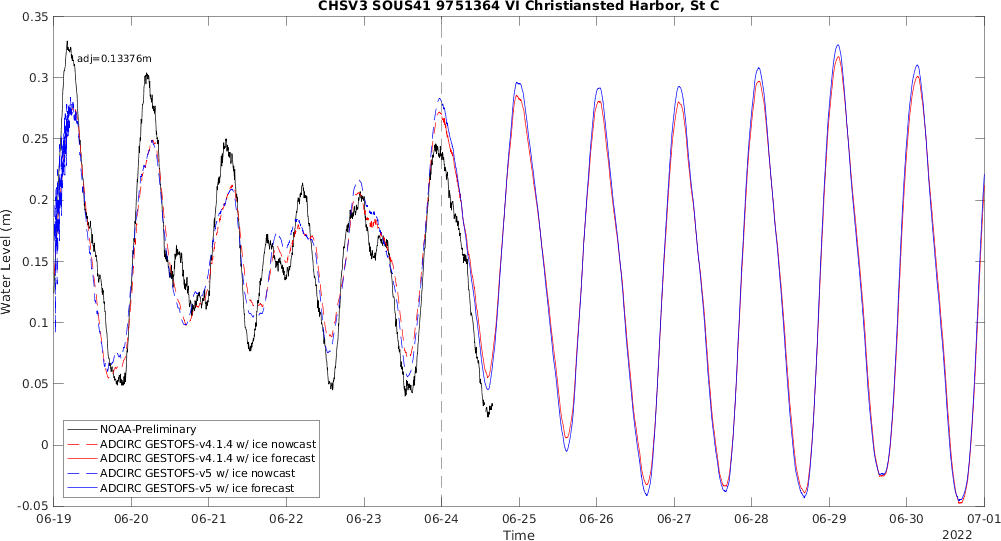 CHSV3 SOUS41 9751364 VI Christiansted Harbor, St C
adj=0.13376m
0.35
0.3
0.25
0.2
0.15
0.1
0.05
0
-0.05
Water Level (m)
NOAA-Preliminary
ADCIRC GESTOFS-v4.1.4 w/ ice nowcast
ADCIRC GESTOFS-v4.1.4 w/ ice forecast
ADCIRC GESTOFS-v5 w/ ice nowcast
ADCIRC GESTOFS-v5 w/ ice forecast
06-19 06-20 06-21 06-22 06-23 06-24 06-25 06-26 06-27 06-28 06-29 06-30 07-01
Time
2022